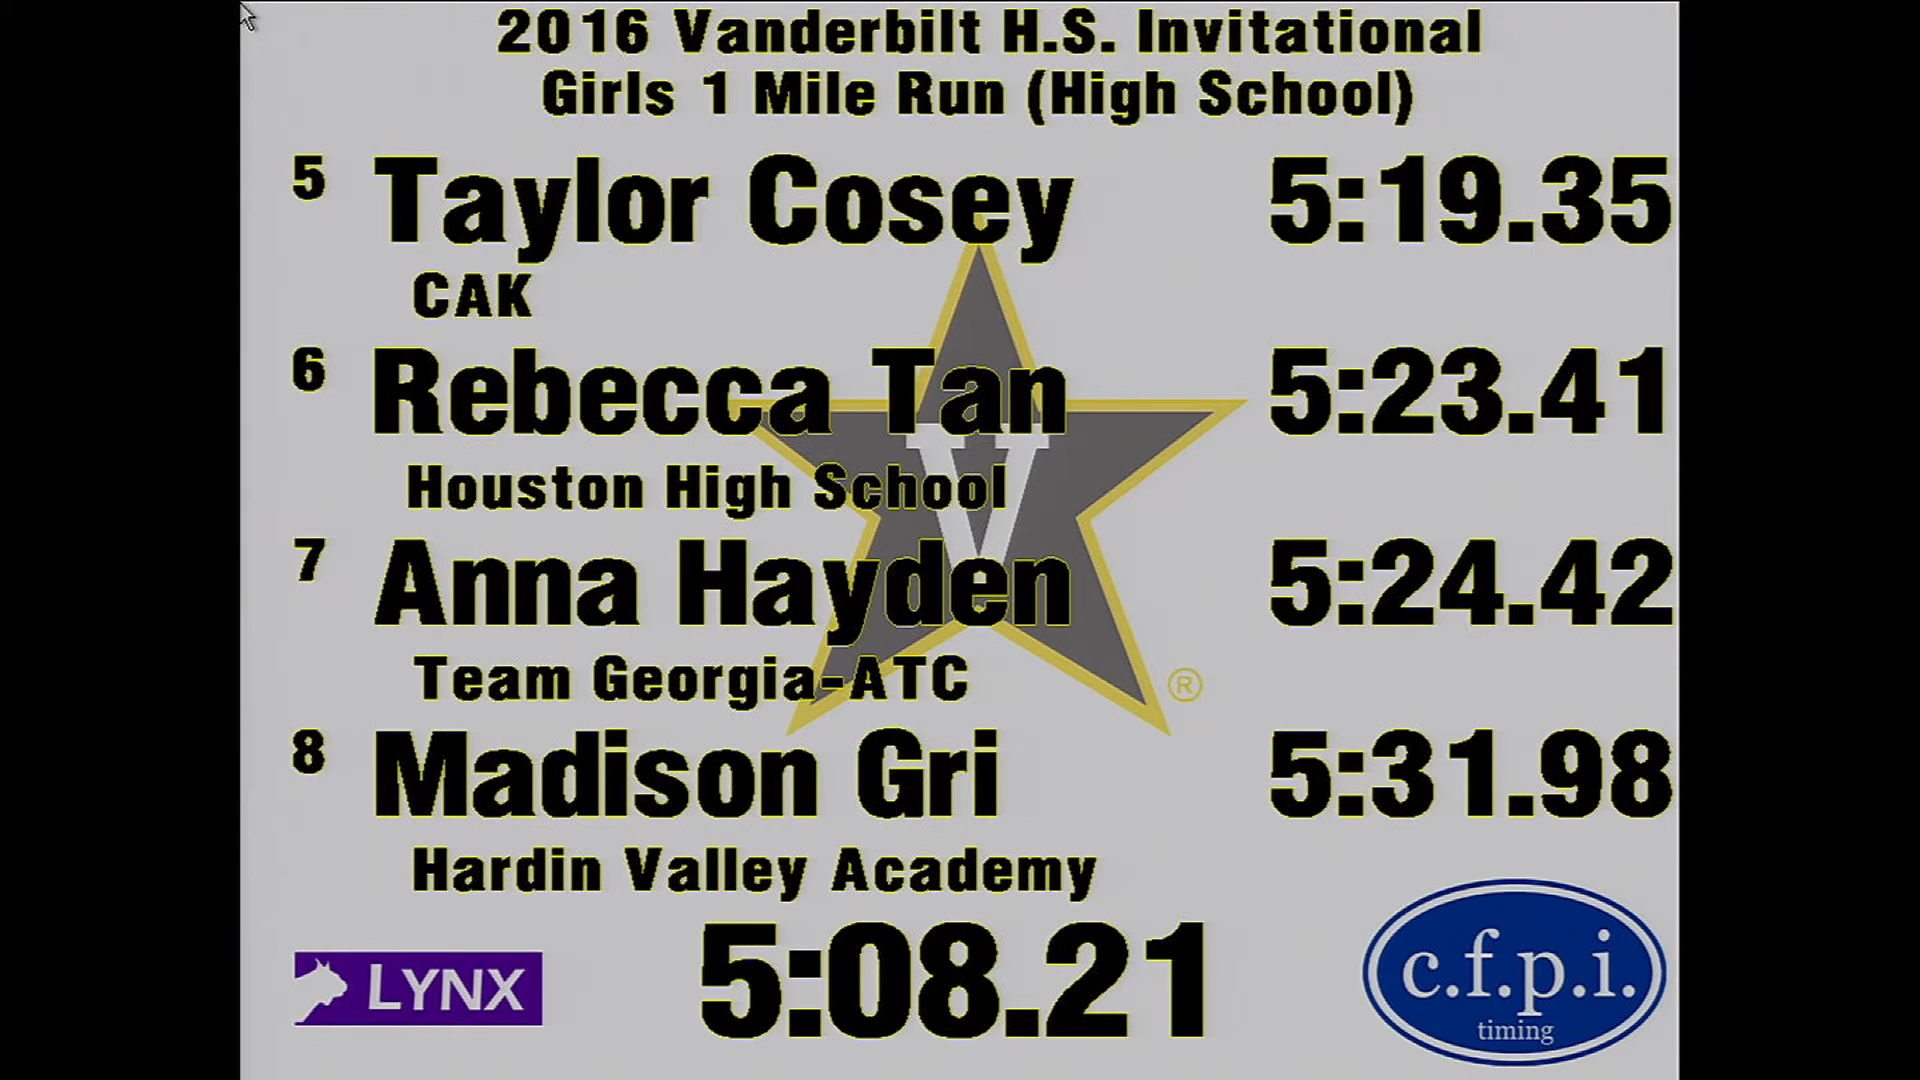 2016 Vanderbilt H.S. Invitational
Girls 1 Mile Run (High School)
5 Taylor Cosey 5:19.35
CAK
6 Rebecca Tan 5:23.41
Houston High School
7 Anna Hayden 5:24.42
Team Georgia-ATC
8 Madison Gri 5:31.98
Hardin Valley Academy
LYNX 5:08.21 c.f.p.i.
timing
V
®